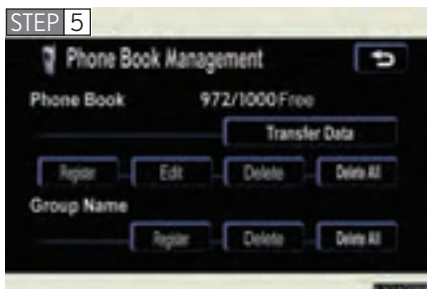 STEP 5
Phone Book Management
Phone Book 972/1000 Free
Transfer Data
Register Edit Delete Delete All
Group Name
Register Delete Delete All